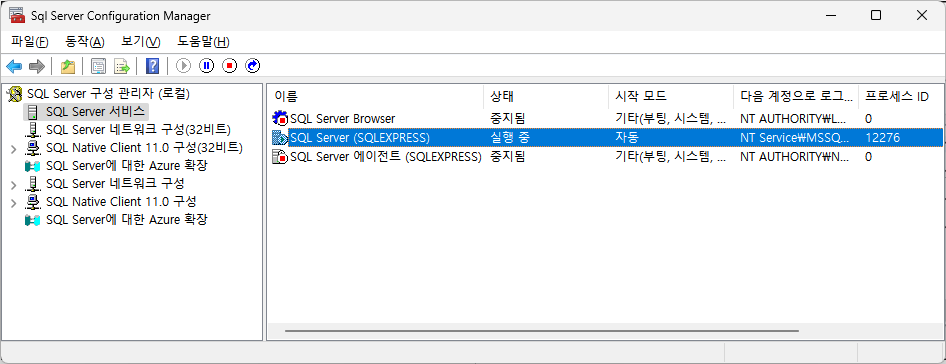 Sql Server Configuration Manager
파일(F) 동작(A) 보기(V) 도움말(H)
SQL Server 구성 관리자 (로컬)
SQL Server 서비스
SQL Server 네트워크 구성(32비트)
SQL Native Client 11.0 구성(32비트)
SQL Server에 대한 Azure 확장
SQL Server 네트워크 구성
SQL Native Client 11.0 구성
SQL Server에 대한 Azure 확장
이름 상태 시작 모드 다음 계정으로 로그... 프로세스 ID
SQL Server Browser 중지됨 기타(부팅, 시스템, ... NT AUTHORITY₩L... 0
SQL Server (SQLEXPRESS) 실행 중 자동 NT Service₩MSSQ... 12276
SQL Server 에이전트 (SQLEXPRESS) 중지됨 기타(부팅, 시스템, ... NT AUTHORITY₩N... 0